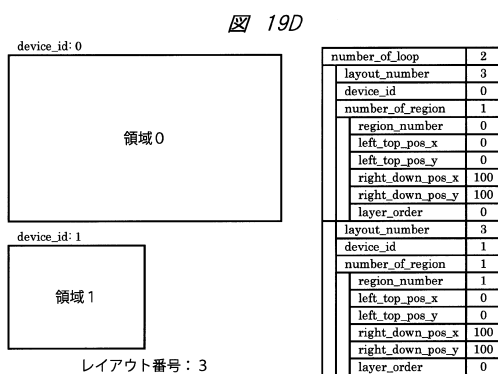 図 19D
device_id: 0
領域0
device_id: 1
領域1
レイアウト番号：3
number_of_loop 2
layout_number 3
device_id 0
number_of_region 1
region_number 0
left_top_pos_x 0
left_top_pos_y 0
right_down_pos_x 100
right_down_pos_y 100
layer_order 0
layout_number 3
device_id 1
number_of_region 1
region_number 1
left_top_pos_x 0
left_top_pos_y 0
right_down_pos_x 100
right_down_pos_y 100
layer_order 0